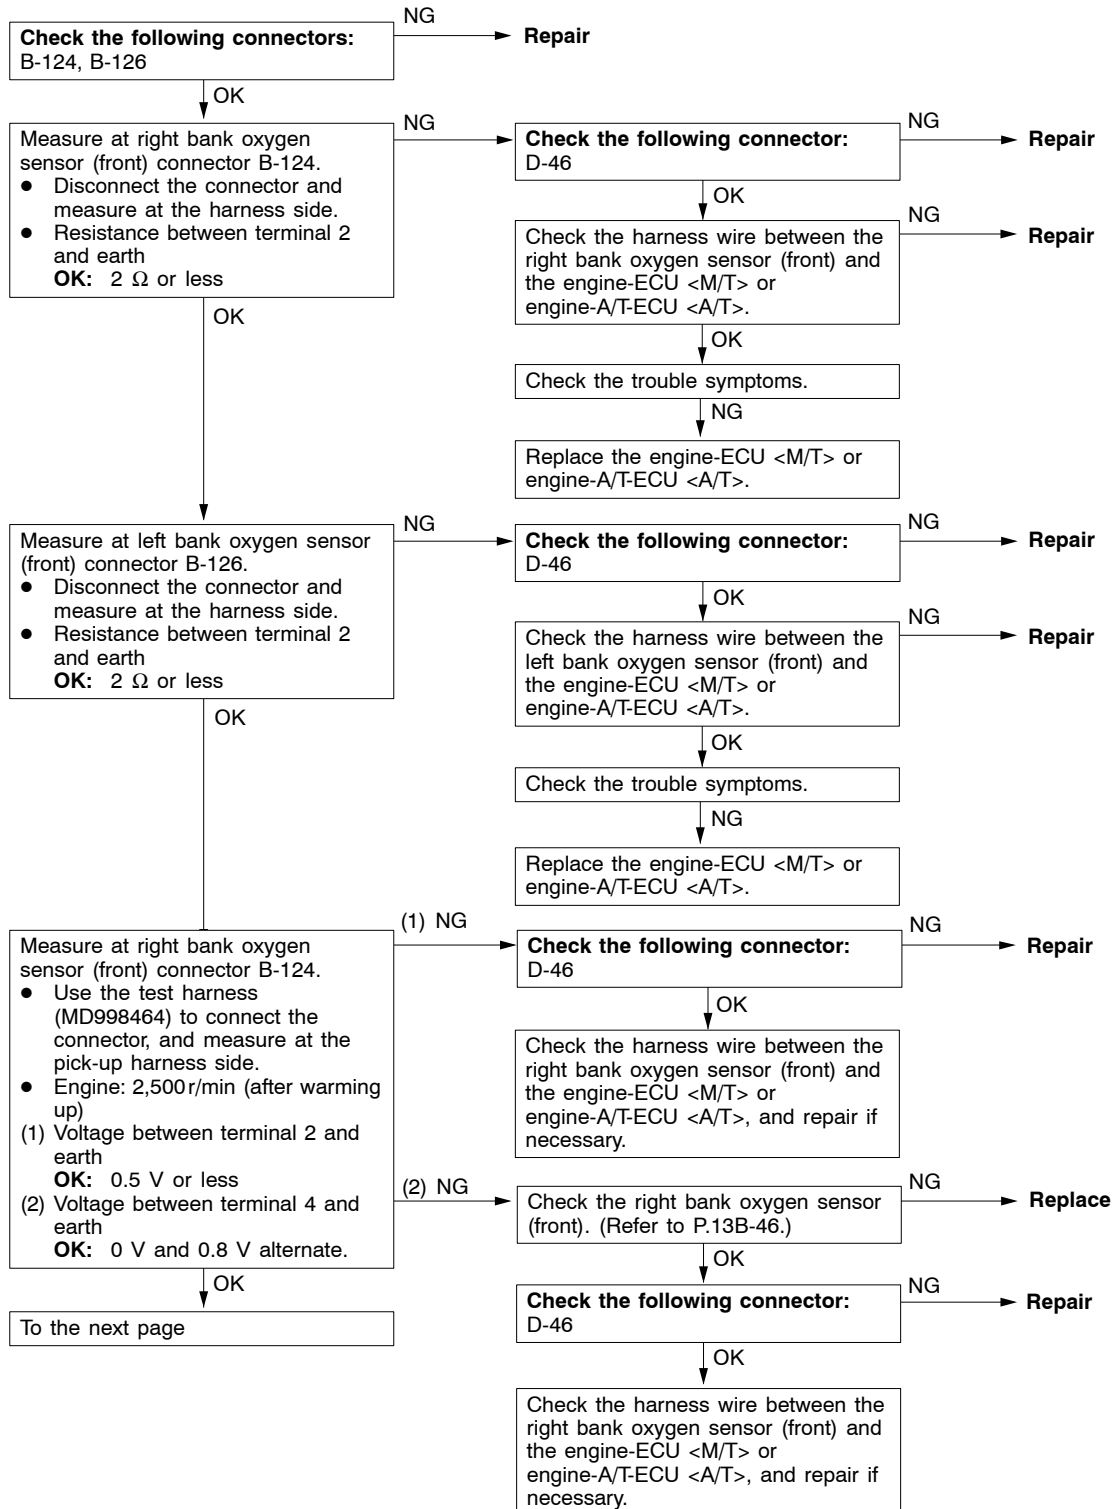 Check the following connectors:
B-124, B-126
NG
Repair
OK
Measure at right bank oxygen
sensor (front) connector B-124.
● Disconnect the connector and
measure at the harness side.
● Resistance between terminal 2
and earth
OK: 2 Ω or less
NG
Check the following connector:
D-46
NG
Repair
OK
Check the harness wire between the
right bank oxygen sensor (front) and
the engine-ECU <M/T> or
engine-A/T-ECU <A/T>.
NG
Repair
OK
Check the trouble symptoms.
NG
Replace the engine-ECU <M/T> or
engine-A/T-ECU <A/T>.
OK
Measure at left bank oxygen sensor
(front) connector B-126.
● Disconnect the connector and
measure at the harness side.
● Resistance between terminal 2
and earth
OK: 2 Ω or less
NG
Check the following connector:
D-46
NG
Repair
OK
Check the harness wire between the
left bank oxygen sensor (front) and
the engine-ECU <M/T> or
engine-A/T-ECU <A/T>.
NG
Repair
OK
Check the trouble symptoms.
NG
Replace the engine-ECU <M/T> or
engine-A/T-ECU <A/T>.
OK
Measure at right bank oxygen
sensor (front) connector B-124.
● Use the test harness
(MD998464) to connect the
connector, and measure at the
pick-up harness side.
● Engine: 2,500 r/min (after warming
up)
(1) Voltage between terminal 2 and
earth
OK: 0.5 V or less
(2) Voltage between terminal 4 and
earth
OK: 0 V and 0.8 V alternate.
(1) NG
Check the following connector:
D-46
NG
Repair
OK
Check the harness wire between the
right bank oxygen sensor (front) and
the engine-ECU <M/T> or
engine-A/T-ECU <A/T>, and repair if
necessary.
(2) NG
Check the right bank oxygen sensor
(front). (Refer to P.13B-46.)
NG
Replace
OK
Check the following connector:
D-46
NG
Repair
OK
Check the harness wire between the
right bank oxygen sensor (front) and
the engine-ECU <M/T> or
engine-A/T-ECU <A/T>, and repair if
necessary.
OK
To the next page